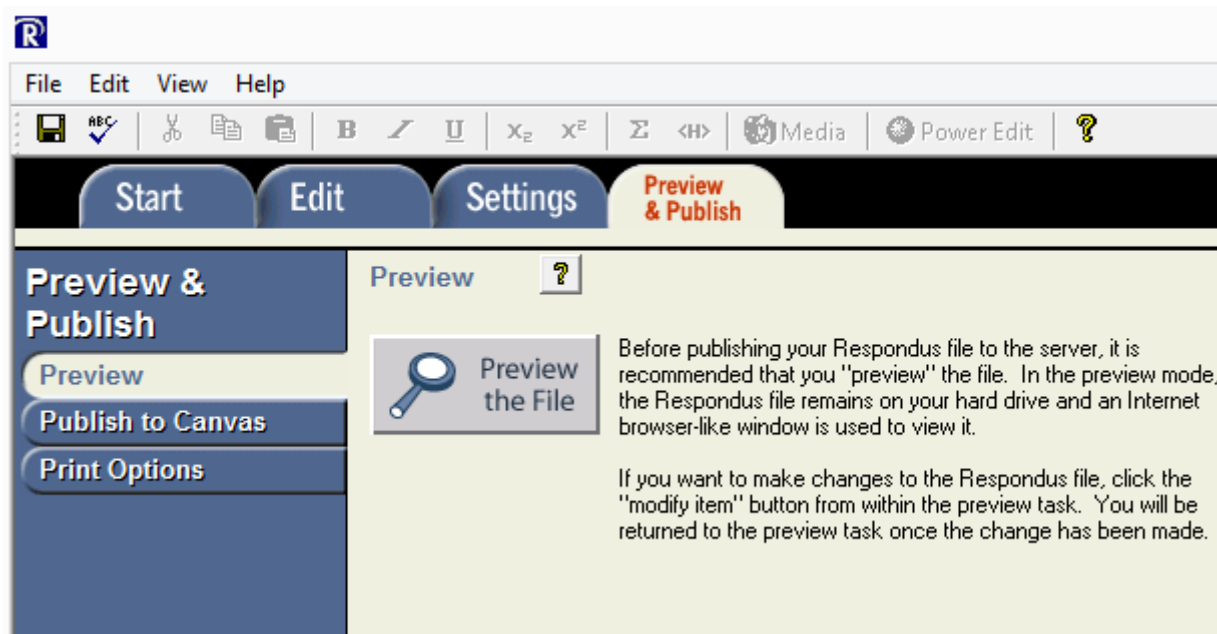 R
File Edit View Help
ABC B I U X₂ X² Σ <H> Media Power Edit ?
Start Edit Settings Preview
& Publish
Preview &
Publish
Preview
Publish to Canvas
Print Options
Preview ?
Preview
the File
Before publishing your Respondus file to the server, it is
recommended that you "preview" the file. In the preview mode,
the Respondus file remains on your hard drive and an Internet
browser-like window is used to view it.
If you want to make changes to the Respondus file, click the
"modify item" button from within the preview task. You will be
returned to the preview task once the change has been made.